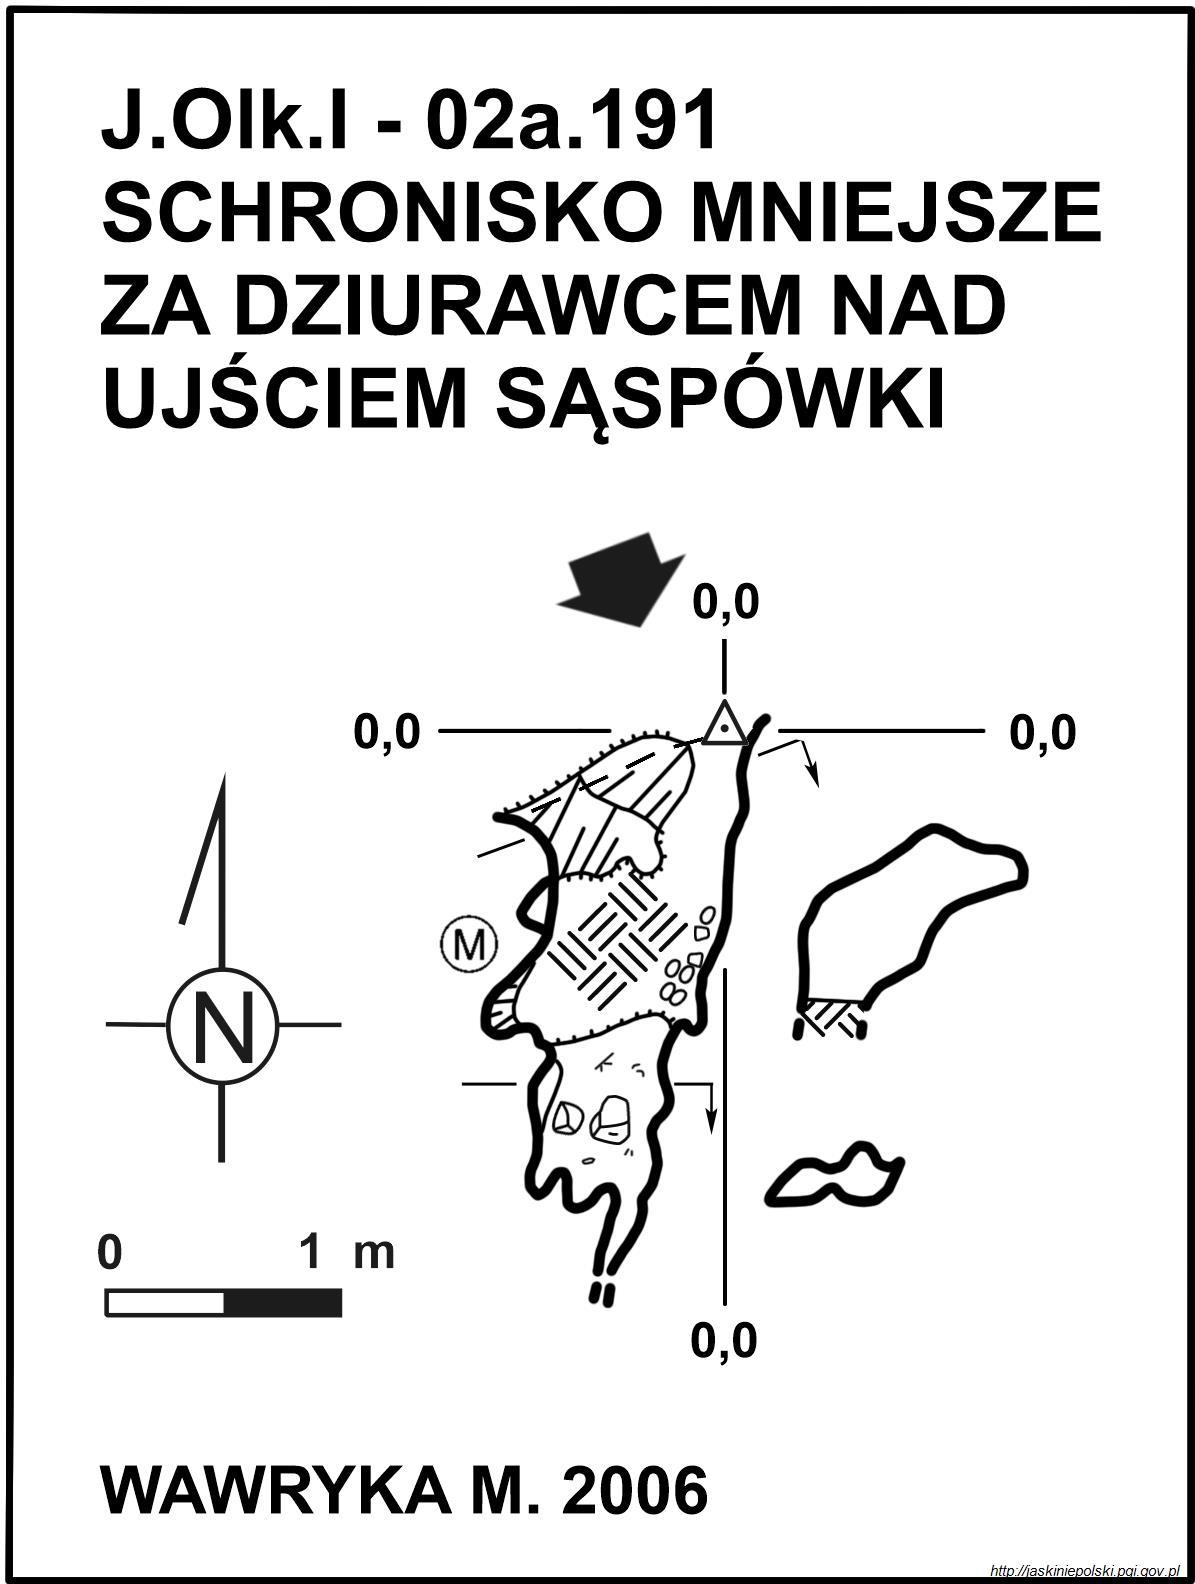 J.Olk.I - 02a.191
SCHRONISKO MNIEJSZE
ZA DZIURAWCEM NAD
UJŚCIEM SĄSPÓWKI
0,0
0,0
0,0
M
N
0 1 m
0,0
WAWRYKA M. 2006
http://jaskiniepolski.pgi.gov.pl